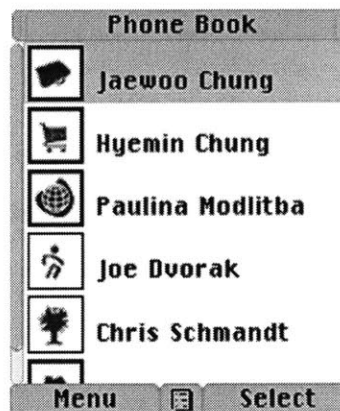 Phone Book
Jaewoo Chung
Hyemin Chung
Paulina Modlitba
Joe Dvorak
Chris Schmandt
Menu Select